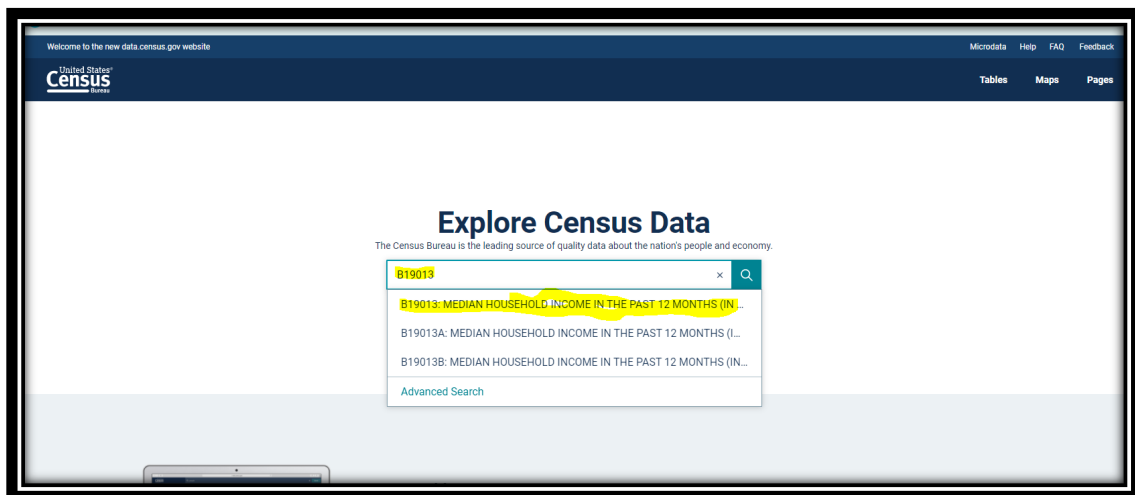 Welcome to the new data.census.gov website
Microdata Help FAQ Feedback
United States®
Census
Bureau
Tables Maps Pages
Explore Census Data
The Census Bureau is the leading source of quality data about the nation's people and economy.
B19013 ×
B19013: MEDIAN HOUSEHOLD INCOME IN THE PAST 12 MONTHS (IN ...
B19013A: MEDIAN HOUSEHOLD INCOME IN THE PAST 12 MONTHS (I...
B19013B: MEDIAN HOUSEHOLD INCOME IN THE PAST 12 MONTHS (IN...
Advanced Search